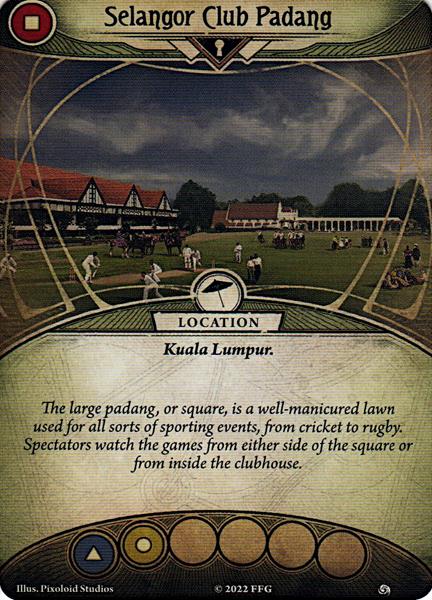 Selangor Club Padang
LOCATION
Kuala Lumpur.
The large padang, or square, is a well-manicured lawn
used for all sorts of sporting events, from cricket to rugby.
Spectators watch the games from either side of the square or
from inside the clubhouse.
Illus. Pixoloid Studios
© 2022 FFG